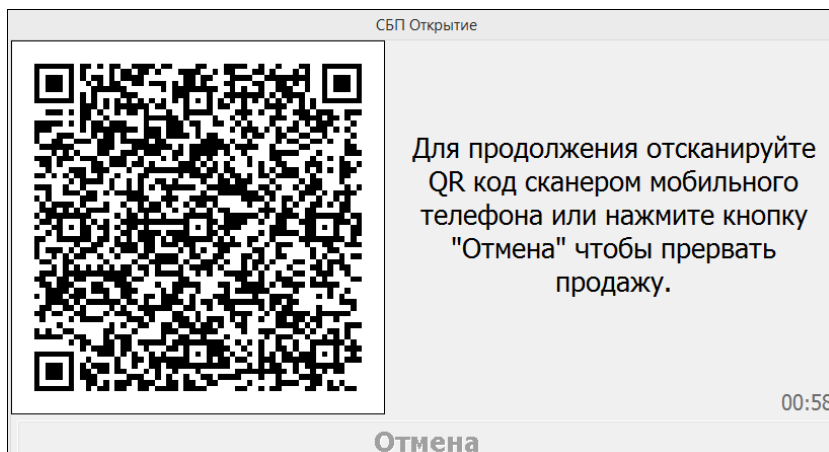 СБП Открытие
Для продолжения отсканируйте
QR код сканером мобильного
телефона или нажмите кнопку
"Отмена" чтобы прервать
продажу.
00:58
Отмена